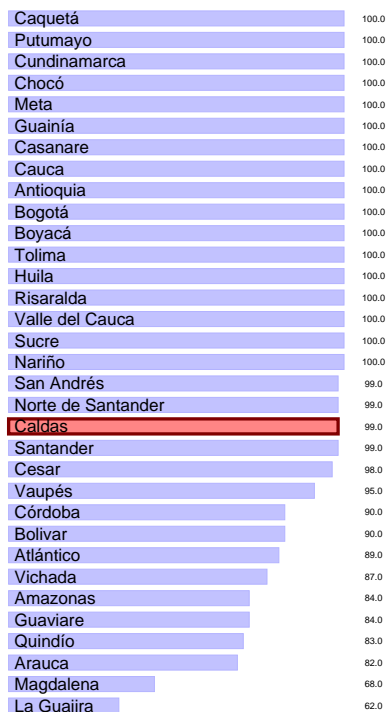 Caquetá 100.0
Putumayo 100.0
Cundinamarca 100.0
Chocó 100.0
Meta 100.0
Guainía 100.0
Casanare 100.0
Cauca 100.0
Antioquia 100.0
Bogotá 100.0
Boyacá 100.0
Tolima 100.0
Huila 100.0
Risaralda 100.0
Valle del Cauca 100.0
Sucre 100.0
Nariño 100.0
San Andrés 99.0
Norte de Santander 99.0
Caldas 99.0
Santander 99.0
Cesar 98.0
Vaupés 95.0
Córdoba 90.0
Bolivar 90.0
Atlántico 89.0
Vichada 87.0
Amazonas 84.0
Guaviare 84.0
Quindío 83.0
Arauca 82.0
Magdalena 68.0
La Guajira 62.0